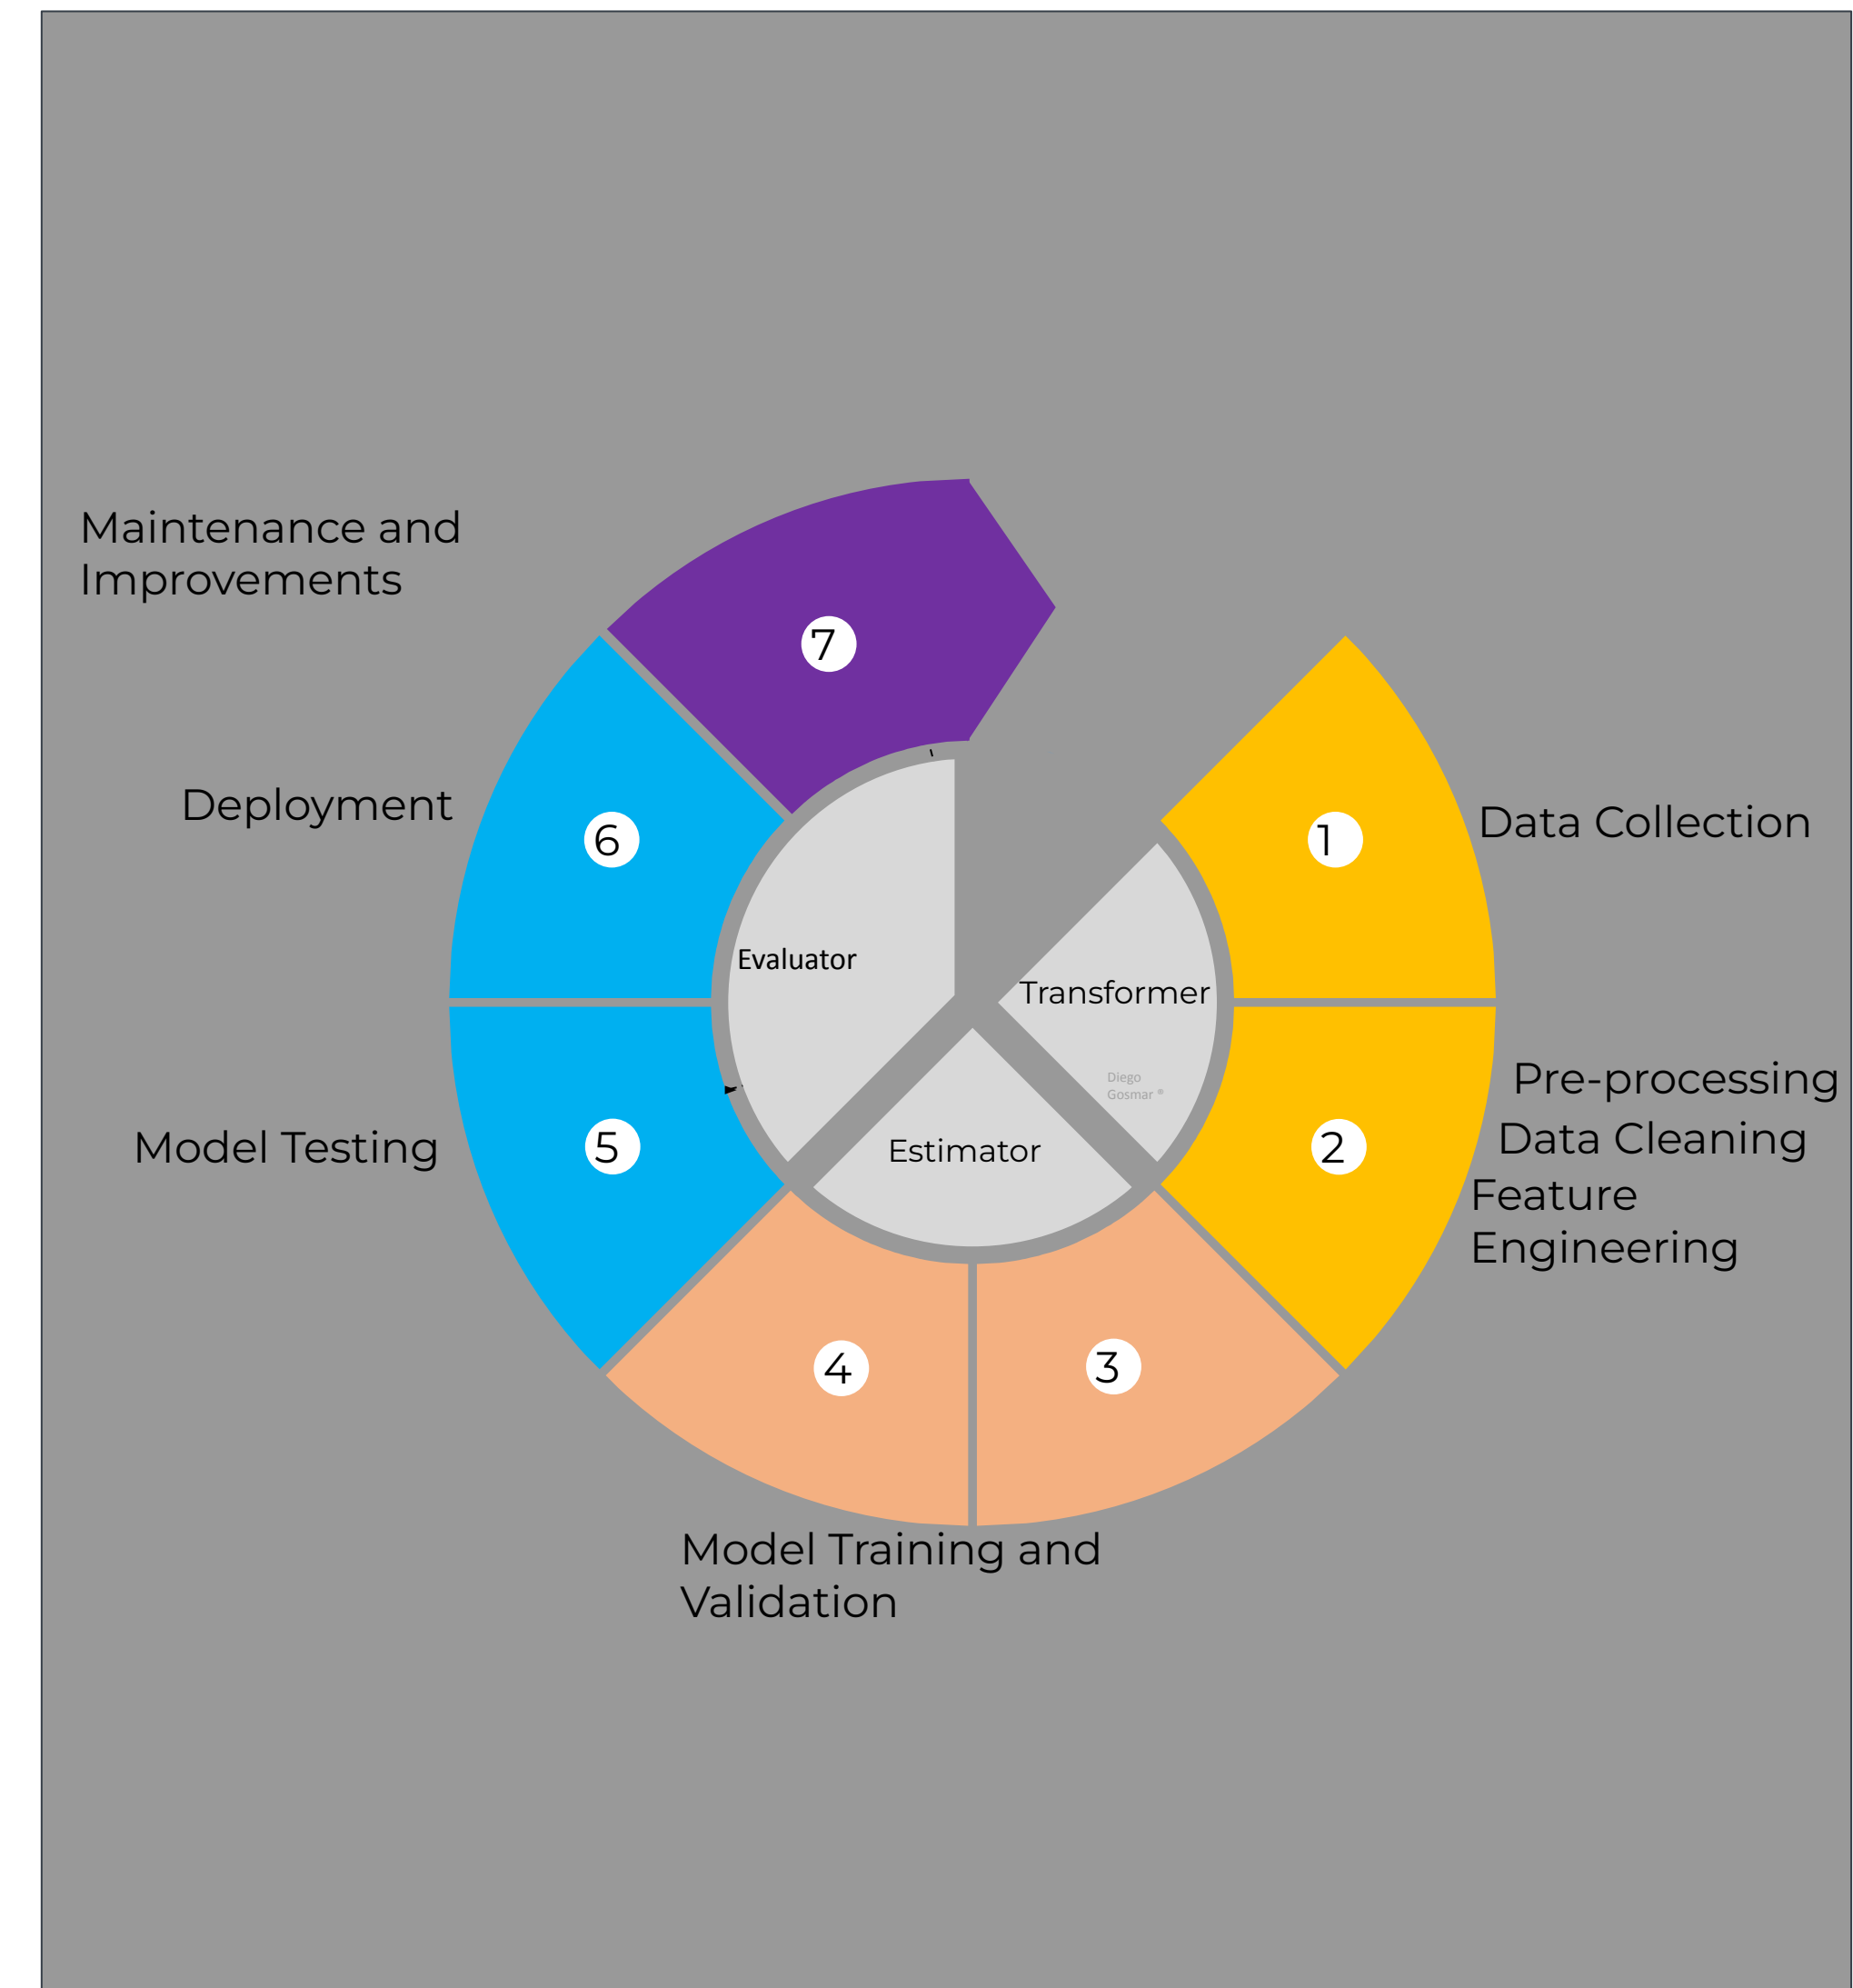 Maintenance and
Improvements
7
Deployment
6
1
Data Collection
Evaluator
Transformer
Diego
Gosmar ®
Pre-processing
Data Cleaning
Feature
Engineering
Model Testing
5
2
Estimator
4
3
Model Training and
Validation